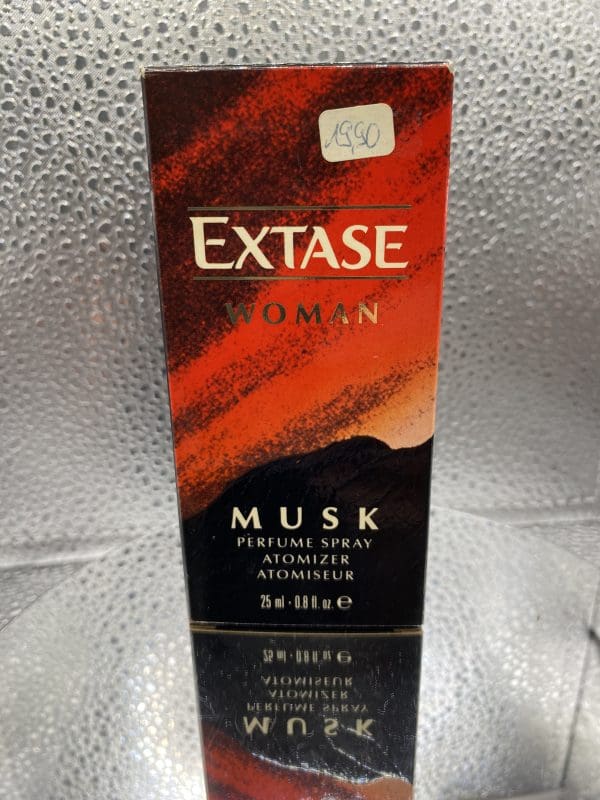 19,90
EXTASE
WOMAN
MUSK
PERFUME SPRAY
ATOMIZER
ATOMISEUR
25 ml · 0.8 fl. oz. ℮